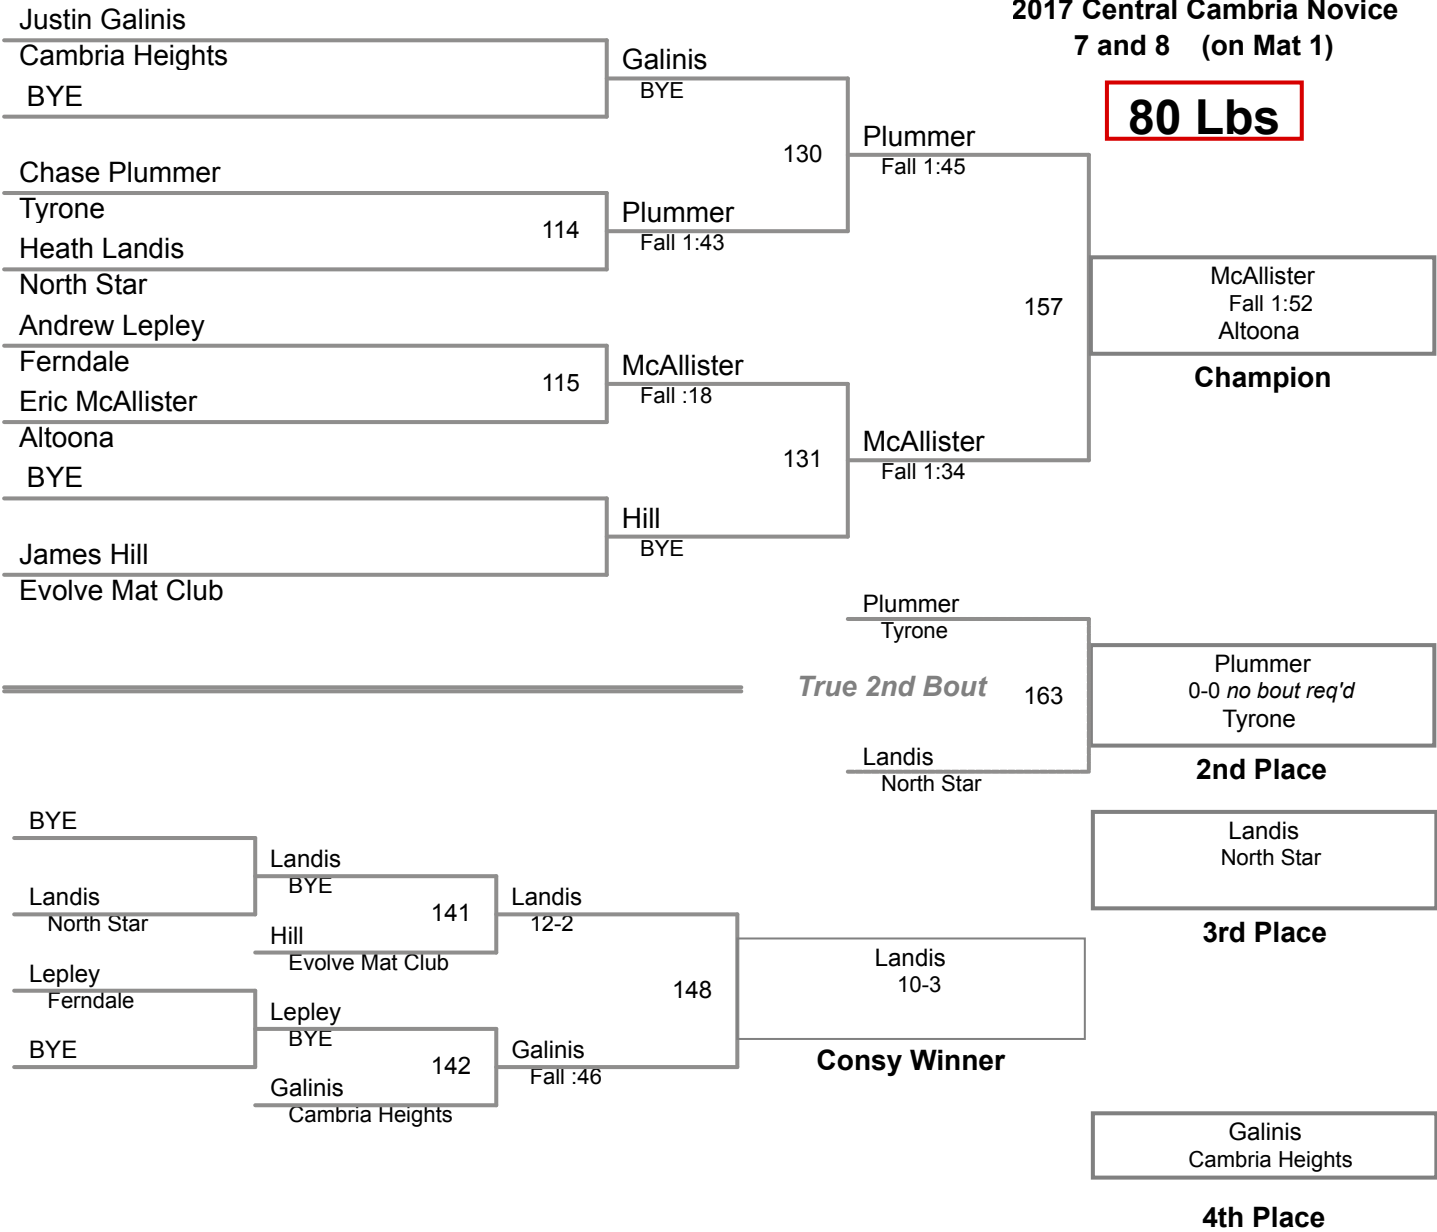 2017 Central Cambria Novice
7 and 8 (on Mat 1)
80 Lbs
Justin Galinis
Cambria Heights
BYE
Galinis
BYE
130
Chase Plummer
Tyrone
114
Heath Landis
North Star
Plummer
Fall 1:43
Plummer
Fall 1:45
Andrew Lepley
Ferndale
115
Eric McAllister
Altoona
McAllister
Fall :18
131
BYE
James Hill
Evolve Mat Club
Hill
BYE
McAllister
Fall 1:34
157
McAllister
Fall 1:52
Altoona
Champion
Plummer
Tyrone
True 2nd Bout
163
Landis
North Star
Plummer
0-0 no bout req'd
Tyrone
2nd Place
BYE
Landis
North Star
Landis
BYE
141
Hill
Evolve Mat Club
Landis
12-2
Lepley
Ferndale
BYE
Lepley
BYE
142
Galinis
Cambria Heights
Galinis
Fall :46
148
Landis
10-3
Consy Winner
Landis
North Star
3rd Place
Galinis
Cambria Heights
4th Place